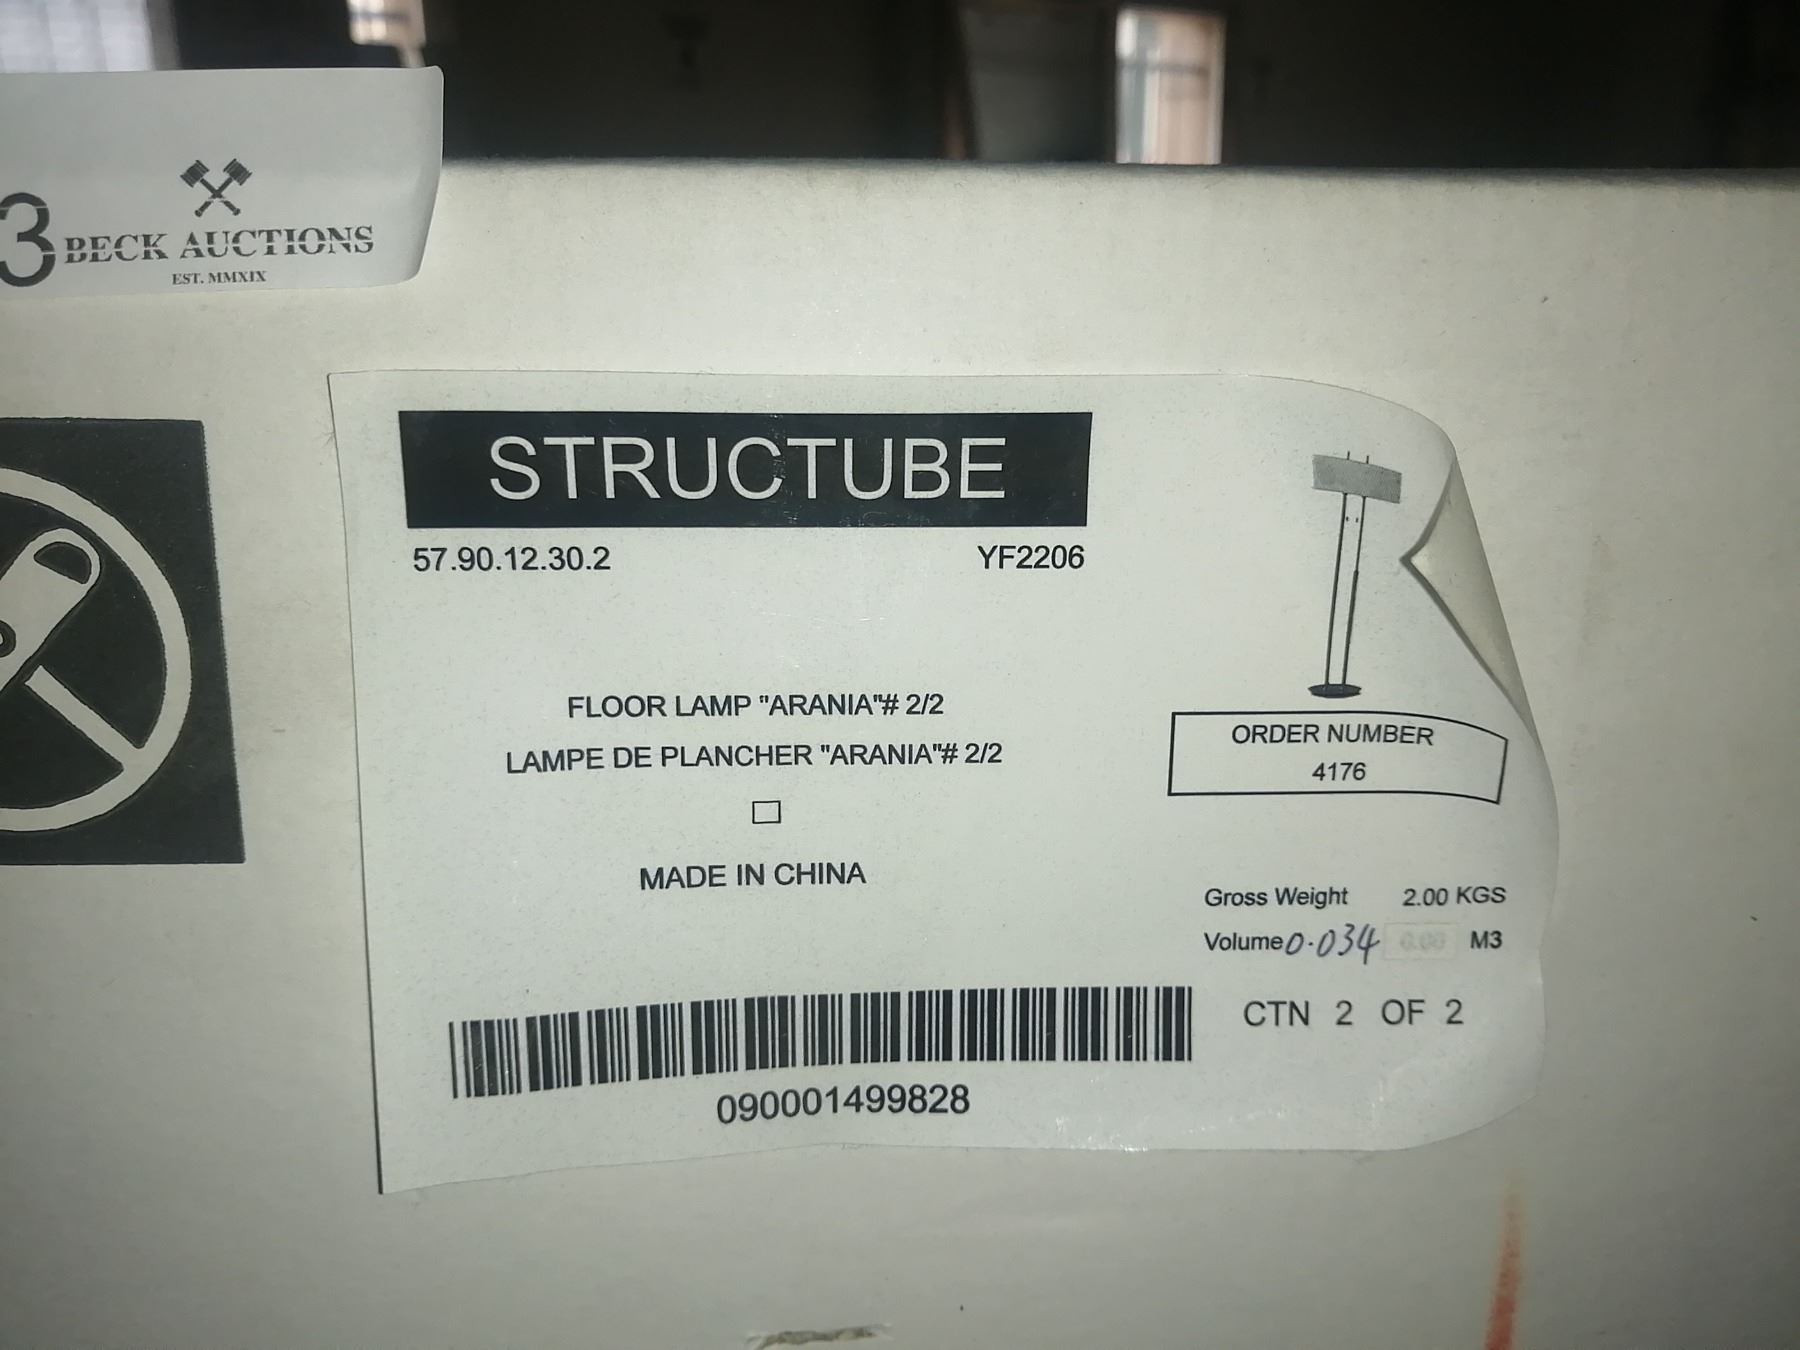 3 BECK AUCTIONS
EST. MMXIX
STRUCTUBE
57.90.12.30.2 YF2206
FLOOR LAMP "ARANIA"# 2/2
LAMPE DE PLANCHER "ARANIA"# 2/2
MADE IN CHINA
ORDER NUMBER
4176
Gross Weight 2.00 KGS
Volume 0.034 0.00 M3
CTN 2 OF 2
090001499828